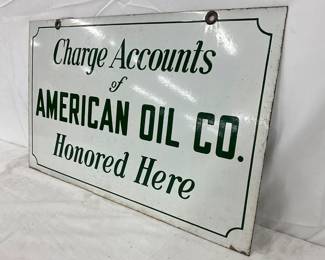 Charge Accounts
of
AMERICAN OIL CO.
Honored Here